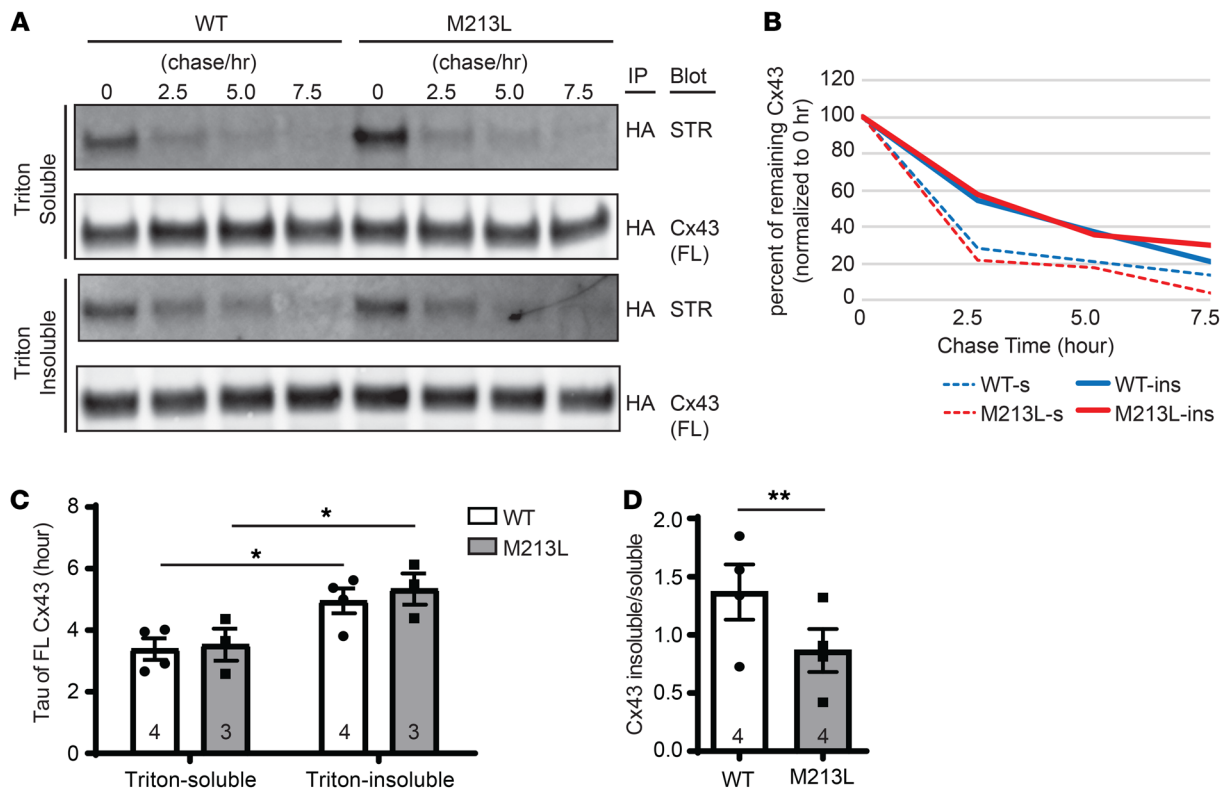 A
WT
M213L
(chase/hr)
(chase/hr)
IP
Blot
0 2.5 5.0 7.5 0 2.5 5.0 7.5
Triton
Soluble
HA STR
HA Cx43
(FL)
Triton
Insoluble
HA STR
HA Cx43
(FL)
B
percent of remaining Cx43
(normalized to 0 hr)
120
100
80
60
40
20
0
0 2.5 5.0 7.5
Chase Time (hour)
WT-s WT-ins
M213L-s M213L-ins
C
Tau of FL Cx43 (hour)
8
6
4
2
0
*
*
WT
M213L
4 3 4 3
Triton-soluble Triton-insoluble
D
Cx43 insoluble/soluble
2.0
1.5
1.0
0.5
0.0
**
4 4
WT M213L